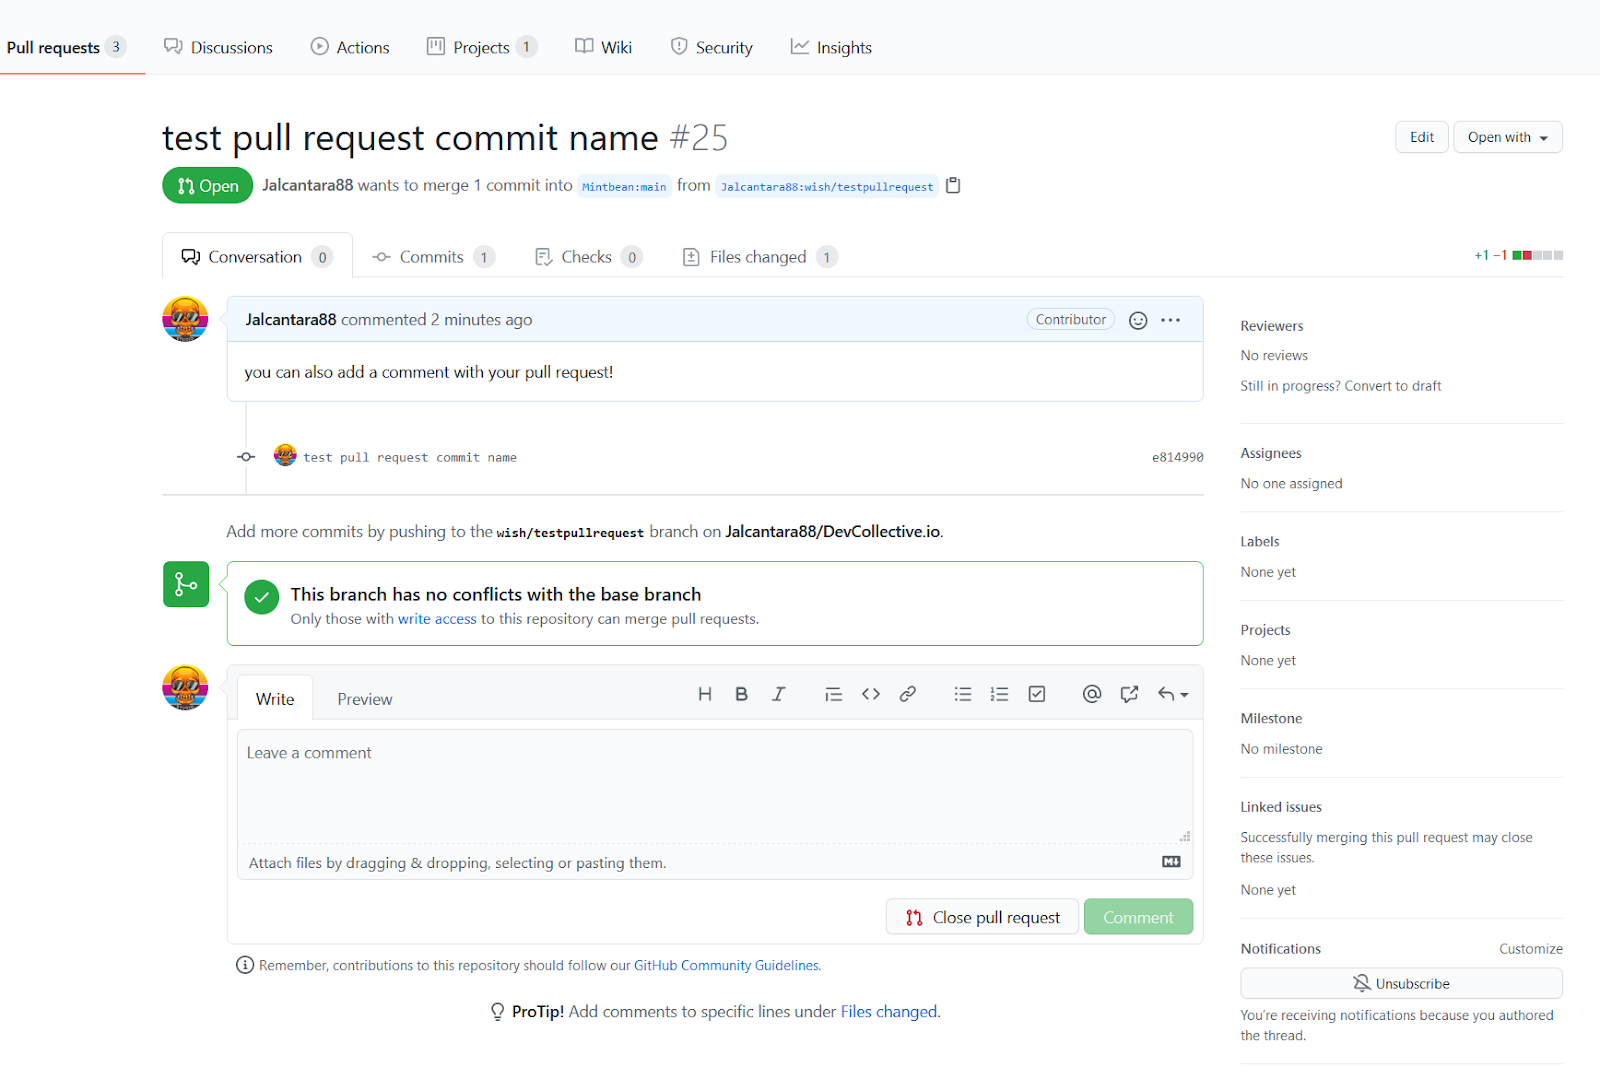 Pull requests 3 Discussions Actions Projects 1 Wiki Security Insights
test pull request commit name #25
Edit Open with
Open Jalcantara88 wants to merge 1 commit into Mintbean:main from Jalcantara88:wish/testpullrequest
Conversation 0 Commits 1 Checks 0 Files changed 1
+1 −1
Jalcantara88 commented 2 minutes ago
Contributor
you can also add a comment with your pull request!
test pull request commit name
e814990
Add more commits by pushing to the wish/testpullrequest branch on Jalcantara88/DevCollective.io.
This branch has no conflicts with the base branch
Only those with write access to this repository can merge pull requests.
Write Preview
H B I
Leave a comment
Attach files by dragging & dropping, selecting or pasting them.
Close pull request Comment
Remember, contributions to this repository should follow our GitHub Community Guidelines.
ProTip! Add comments to specific lines under Files changed.
Reviewers
No reviews
Still in progress? Convert to draft
Assignees
No one assigned
Labels
None yet
Projects
None yet
Milestone
No milestone
Linked issues
Successfully merging this pull request may close
these issues.
None yet
Notifications Customize
Unsubscribe
You're receiving notifications because you authored
the thread.